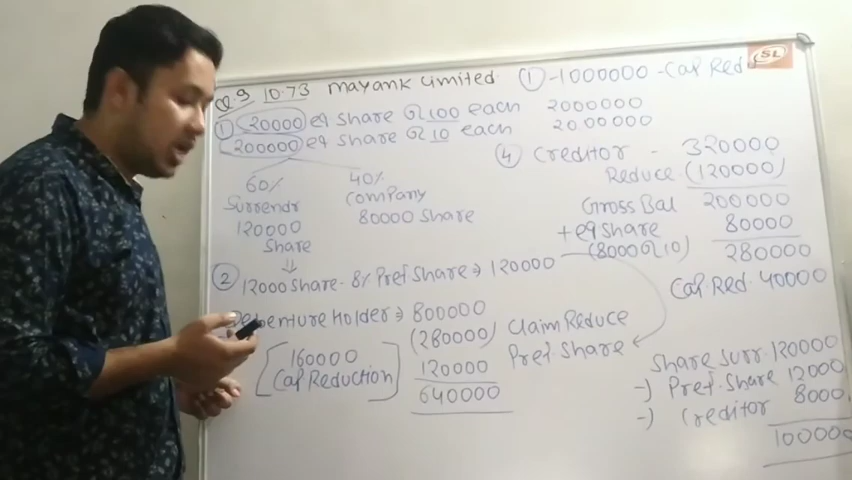 Q 9 10.73 Mayank Limited
① 20000 eq share @ 100 each 2000000
200000 eq share @ 10 each 2000000
60% Surrendr 120000 Share
40% Company 80000 share
② 12000 share - 8% Pref share → 120000
Debenture Holder → 800000
(280000) Claim Reduce
120000 Pref. share
640000
[160000 Cap Reduction]
① - 1000000 - Cap Red
SL
④ Creditor - 320000
Reduce (120000)
Gross Bal 200000
+ eq share 80000
(8000 @ 10) 280000
Cap Red. 40000
Share Surr. 120000
-) Pref. share 12000
-) Creditor 8000
100000